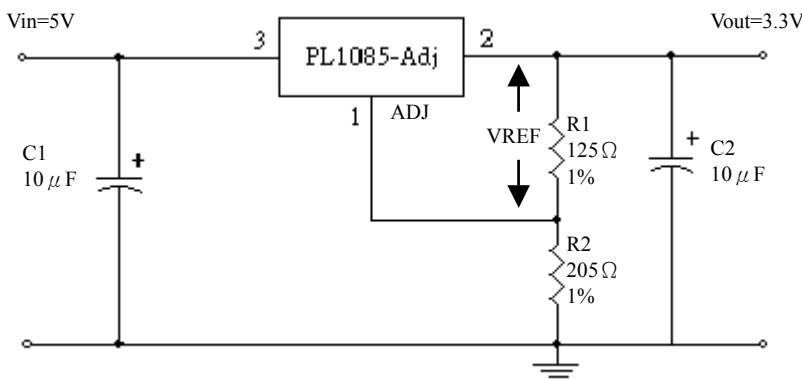 Vin=5V
Vout=3.3V
3
PL1085-Adj
2
1
ADJ
VREF
R1
125Ω
1%
C1
10μF
+
+
C2
10μF
R2
205Ω
1%